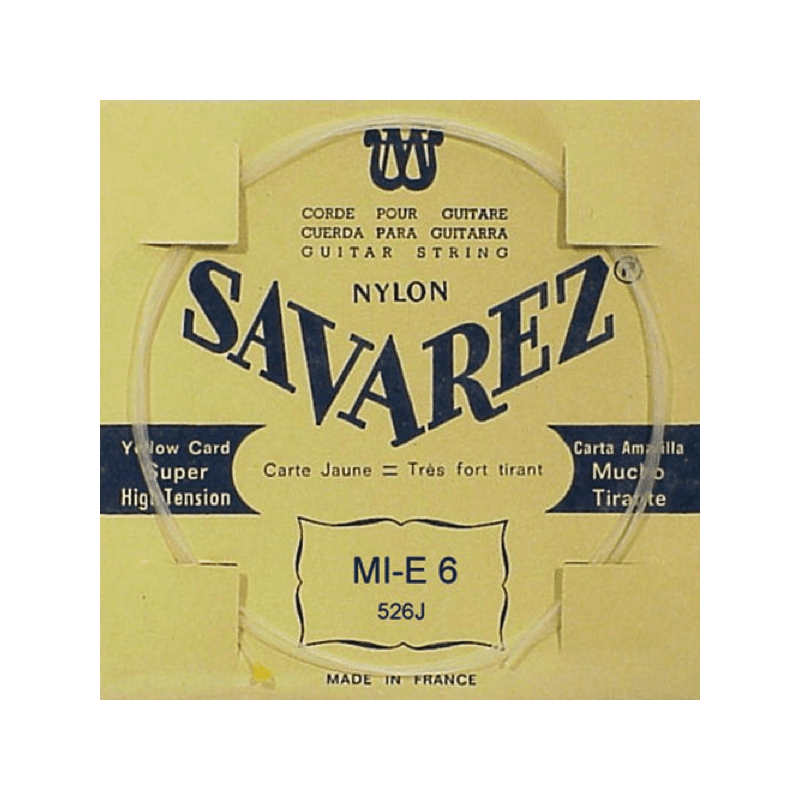 CORDE POUR GUITARE
CUERDA PARA GUITARRA
GUITAR STRING
NYLON
SAVAREZ®
Yellow Card
Super
High Tension
Carte Jaune = Très fort tirant
Carta Amarilla
Mucho
Tirante
MI-E 6
526J
MADE IN FRANCE